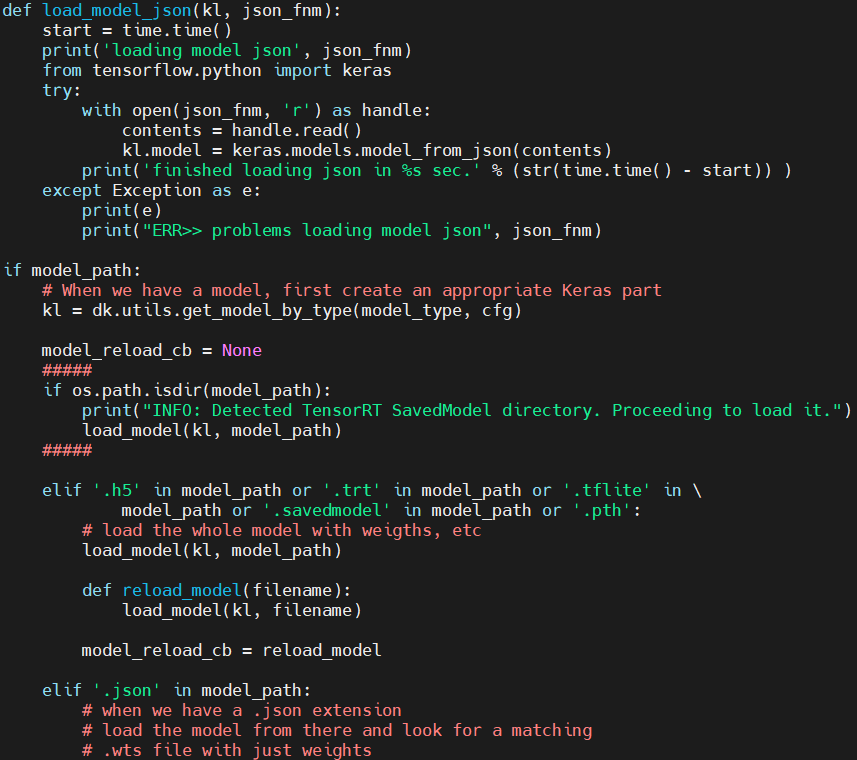 def load_model_json(kl, json_fnm):
    start = time.time()
    print('loading model json', json_fnm)
    from tensorflow.python import keras
    try:
        with open(json_fnm, 'r') as handle:
            contents = handle.read()
            kl.model = keras.models.model_from_json(contents)
        print('finished loading json in %s sec.' % (str(time.time() - start)) )
    except Exception as e:
        print(e)
        print("ERR>> problems loading model json", json_fnm)

if model_path:
    # When we have a model, first create an appropriate Keras part
    kl = dk.utils.get_model_by_type(model_type, cfg)

    model_reload_cb = None
    #####
    if os.path.isdir(model_path):
        print("INFO: Detected TensorRT SavedModel directory. Proceeding to load it.")
        load_model(kl, model_path)
    #####

    elif '.h5' in model_path or '.trt' in model_path or '.tflite' in \
            model_path or '.savedmodel' in model_path or '.pth':
        # load the whole model with weigths, etc
        load_model(kl, model_path)

        def reload_model(filename):
            load_model(kl, filename)

        model_reload_cb = reload_model

    elif '.json' in model_path:
        # when we have a .json extension
        # load the model from there and look for a matching
        # .wts file with just weights